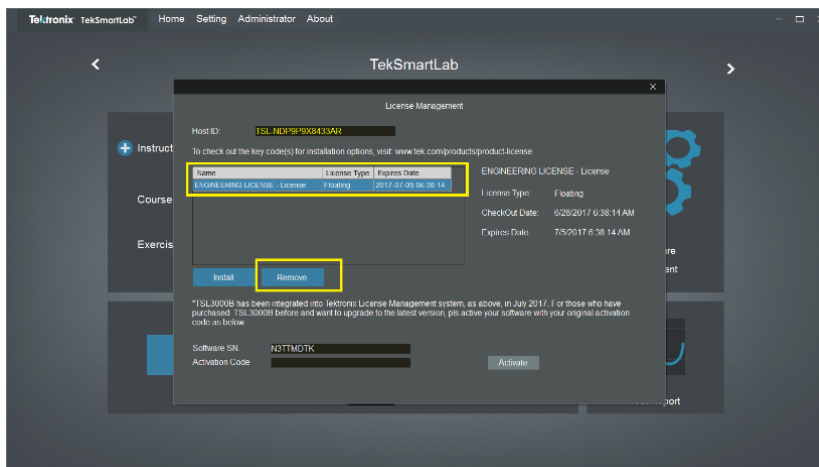 Tektronix TekSmartLab™ Home Setting Administrator About
TekSmartLab
License Management
Host ID: TSL-NDP9P9X8433AR
To check out the key code(s) for installation options, visit: www.tek.com/products/product-license
Instruct
Course
Exercis
Name License Type Expires Date
ENGINEERING LICENSE - License Floating 2017-07-05 06:38:14
ENGINEERING LICENSE - License
License Type: Floating
CheckOut Date: 6/28/2017 6:38:14 AM
Expires Date: 7/5/2017 6:38:14 AM
re
ent
Install Remove
*TSL3000B has been integrated into Tektronix License Management system, as above, in July 2017. For those who have
purchased TSL3000B before and want to upgrade to the latest version, pls active your software with your original activation
code as below
Software SN N3TTMDTK
Activation Code Activate
port